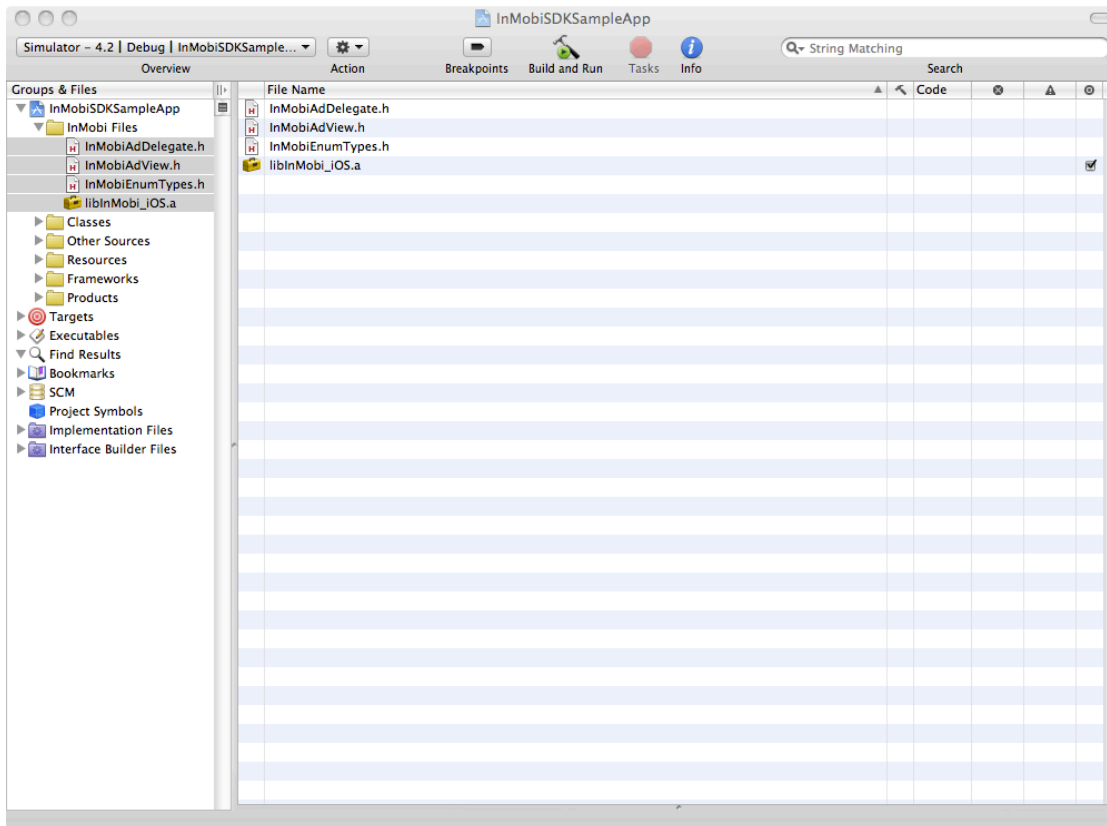 InMobiSDKSampleApp
Simulator - 4.2 | Debug | InMobiSDKSample...
String Matching
Overview Action Breakpoints Build and Run Tasks Info Search
Groups & Files
File Name Code
InMobiSDKSampleApp
InMobi Files
InMobiAdDelegate.h
InMobiAdView.h
InMobiEnumTypes.h
libInMobi_iOS.a
Classes
Other Sources
Resources
Frameworks
Products
Targets
Executables
Find Results
Bookmarks
SCM
Project Symbols
Implementation Files
Interface Builder Files
InMobiAdDelegate.h
InMobiAdView.h
InMobiEnumTypes.h
libInMobi_iOS.a